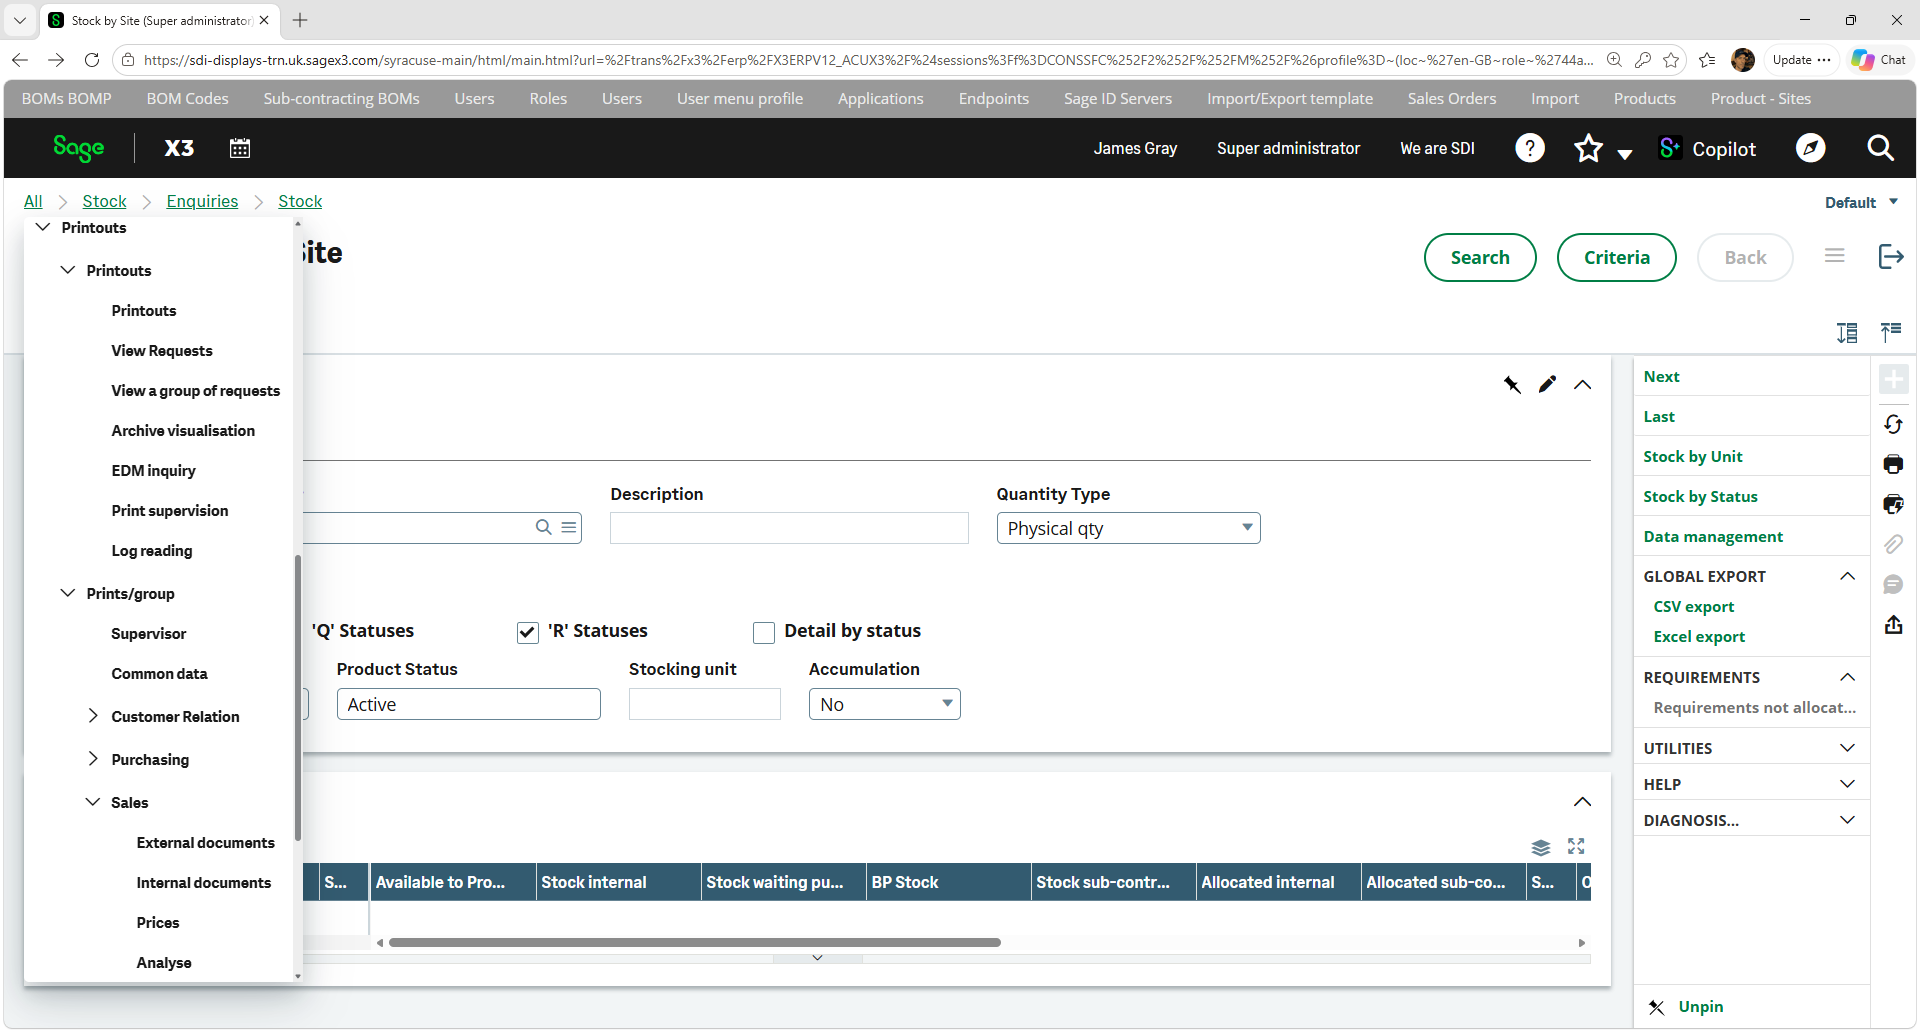 Stock by Site (Super administrator)
https://sdi-displays-trn.uk.sagex3.com/syracuse-main/html/main.html?url=%2Ftrans%2Fx3%2Ferp%2FX3ERPV12_ACUX3%2F%24sessions%3Ff%3DCONSSFC%252F2%252F%252FM%252F%26profile%3D~(loc~%27en-GB~role~%2744a...
Update
Chat
BOMs BOMP
BOM Codes
Sub-contracting BOMs
Users
Roles
Users
User menu profile
Applications
Endpoints
Sage ID Servers
Import/Export template
Sales Orders
Import
Products
Product - Sites
Sage
X3
James Gray
Super administrator
We are SDI
Copilot
All
Stock
Enquiries
Stock
Default
Site
Search
Criteria
Back
Printouts
Printouts
Printouts
View Requests
View a group of requests
Archive visualisation
EDM inquiry
Print supervision
Log reading
Prints/group
Supervisor
Common data
Customer Relation
Purchasing
Sales
External documents
Internal documents
Prices
Analyse
Description
Quantity Type
Physical qty
'Q' Statuses
'R' Statuses
Detail by status
Product Status
Stocking unit
Accumulation
Active
No
S...
Available to Pro...
Stock internal
Stock waiting pu...
BP Stock
Stock sub-contr...
Allocated internal
Allocated sub-co...
S...
O
Next
Last
Stock by Unit
Stock by Status
Data management
GLOBAL EXPORT
CSV export
Excel export
REQUIREMENTS
Requirements not allocat...
UTILITIES
HELP
DIAGNOSIS...
Unpin